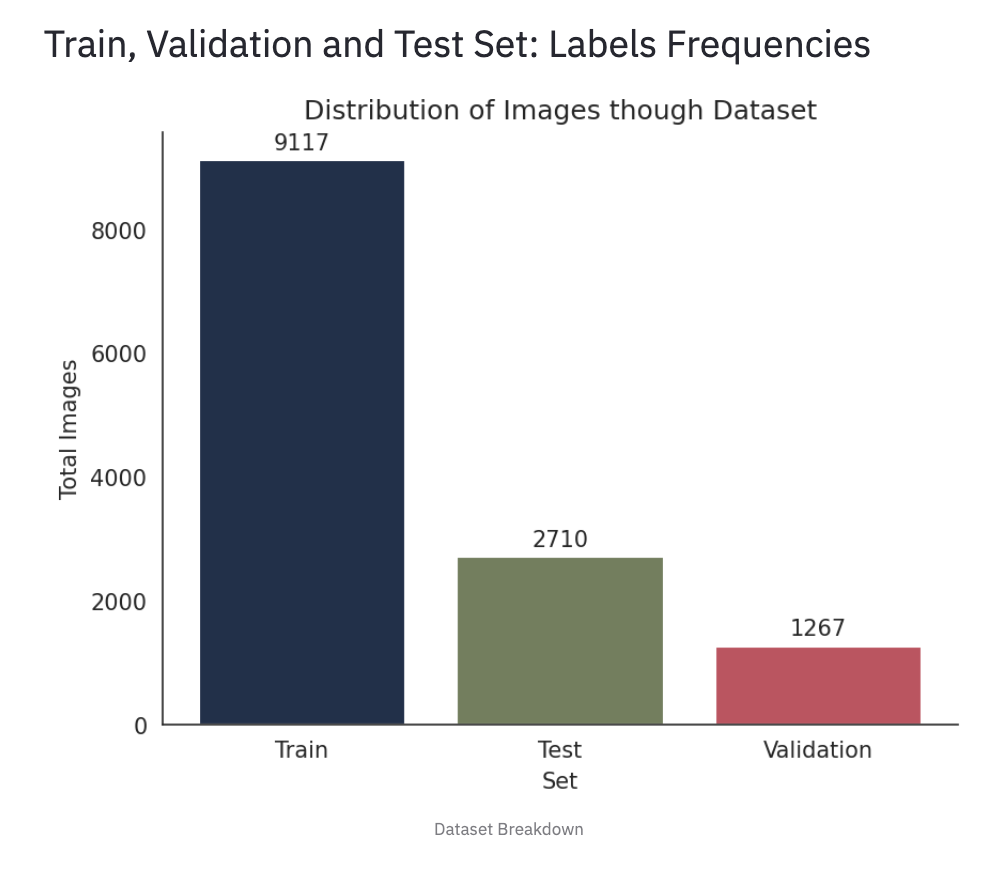 Train, Validation and Test Set: Labels Frequencies
Distribution of Images though Dataset
9117
8000
6000
Total Images
4000
2710
2000
1267
0
Train
Test
Validation
Set
Dataset Breakdown